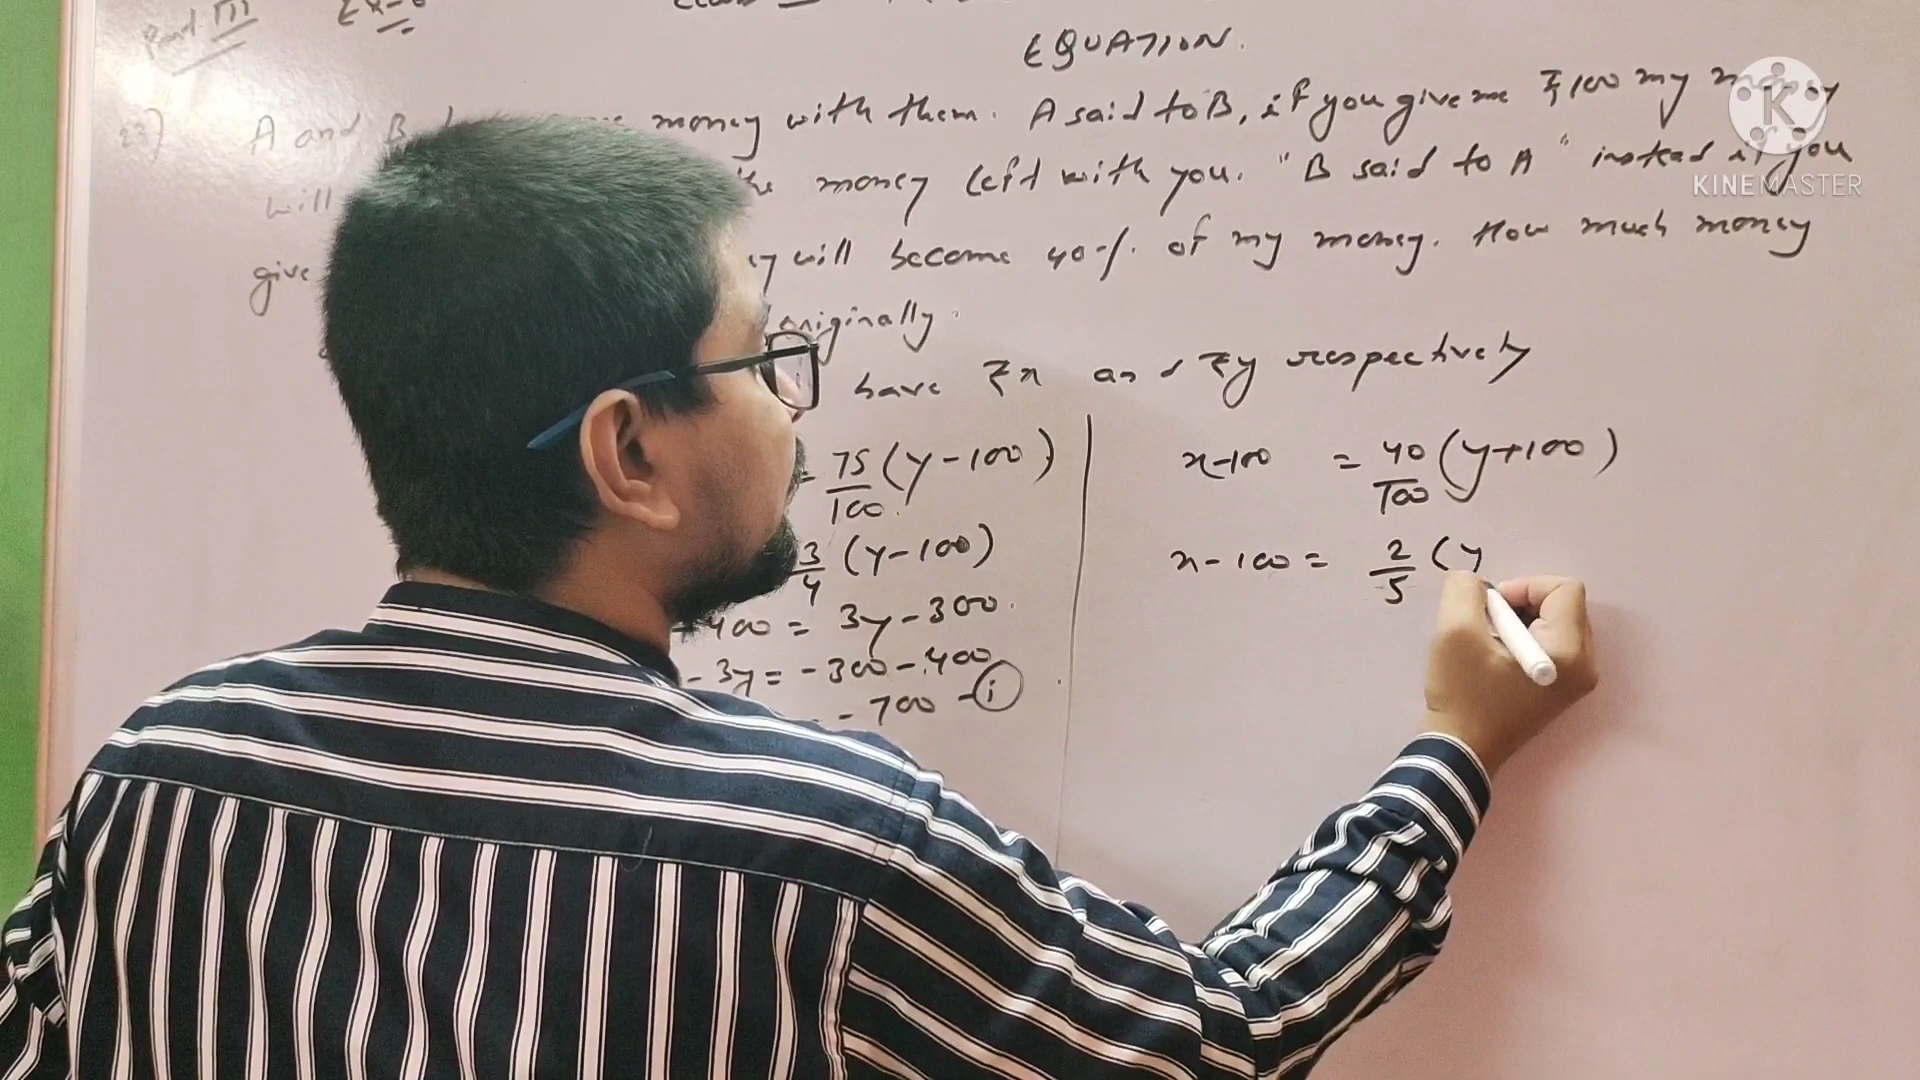 Part III Ex-6
EQUATION.
23) A and B money with them. A said to B, if you give me ₹100 my money
will the money left with you. "B said to A "instead if you
give will become 40% of my money. How much money
originally.
have ₹x and ₹y respectively
= 75/100 (y-100)
3/4 (y-100)
+400 = 3y-300.
-3y = -300-400
- 700 - (i)
x-100 = 40/100 (y+100)
x-100 = 2/5 (y
KINEMASTER